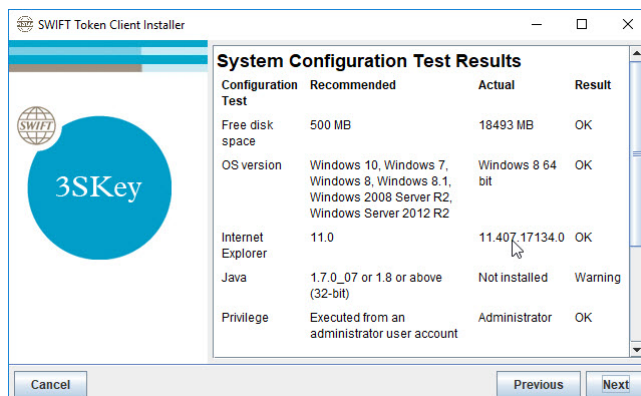 SWIFT Token Client Installer
System Configuration Test Results
Configuration Test Recommended Actual Result
Free disk space 500 MB 18493 MB OK
OS version Windows 10, Windows 7, Windows 8, Windows 8.1, Windows 2008 Server R2, Windows Server 2012 R2 Windows 8 64 bit OK
Internet Explorer 11.0 11.407.17134.0 OK
Java 1.7.0_07 or 1.8 or above (32-bit) Not installed Warning
Privilege Executed from an administrator user account Administrator OK
SWIFT
3SKey
Cancel Previous Next